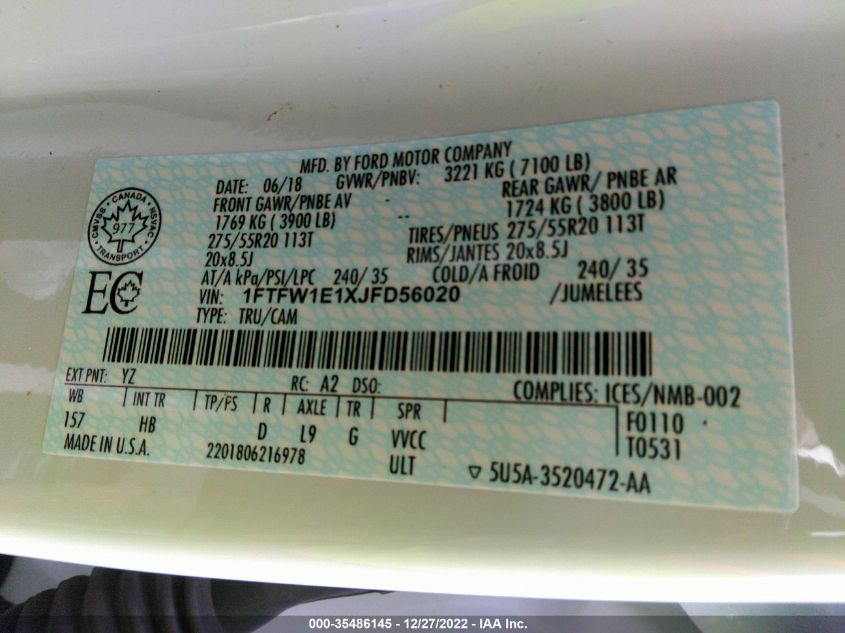 MFD. BY FORD MOTOR COMPANY
DATE: 06/18 GVWR/PNBV: 3221 KG ( 7100 LB)
FRONT GAWR/PNBE AV -- REAR GAWR/ PNBE AR
1769 KG ( 3900 LB) - 1724 KG ( 3800 LB)
275/55R20 113T TIRES/PNEUS 275/55R20 113T
20x8.5J RIMS/JANTES 20x8.5J
AT/A kPa/PSI/LPC 240/ 35 COLD/A FROID 240/ 35
VIN: 1FTFW1E1XJFD56020 /JUMELEES
TYPE: TRU/CAM
CANADA
CMVSS NSVAC
977
TRANSPORT
EC
EXT PNT: YZ RC: A2 DSO: COMPLIES: ICES/NMB-002
WB INT TR TP/PS R AXLE TR SPR F0110
157 HB D L9 G VVCC T0531
MADE IN U.S.A. 2201806216978 ULT ▽ 5U5A-3520472-AA
000-35486145 - 12/27/2022 - IAA Inc.